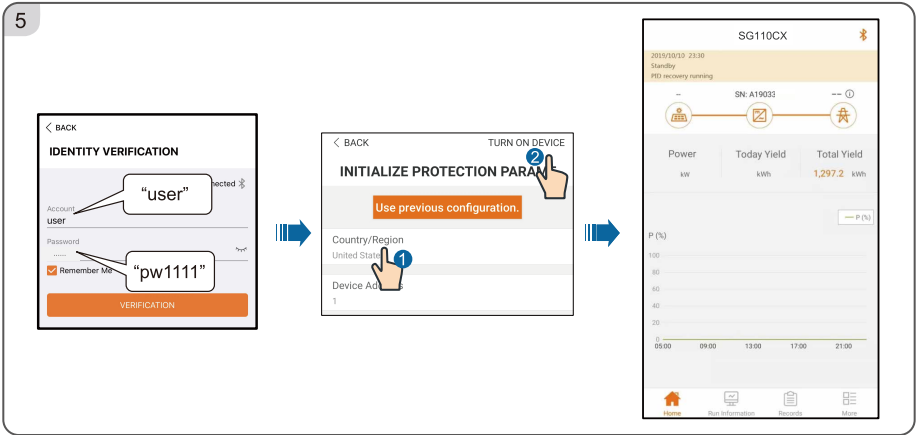 5
< BACK
IDENTITY VERIFICATION
nected
"user"
Account
user
Password
......
"pw1111"
Remember Me
VERIFICATION
< BACK
TURN ON DEVICE
2
INITIALIZE PROTECTION PARAME
Use previous configuration.
Country/Region
United State
1
Device Ad ss
1
SG110CX
2019/10/10 23:30
Standby
PID recovery running
--
SN: A19033
--
Power
Today Yield
Total Yield
kW
kWh
1,297.2 kWh
P (%)
P (%)
100
80
60
40
20
0
05:00 09:00 13:00 17:00 21:00
Home Run Information Records More